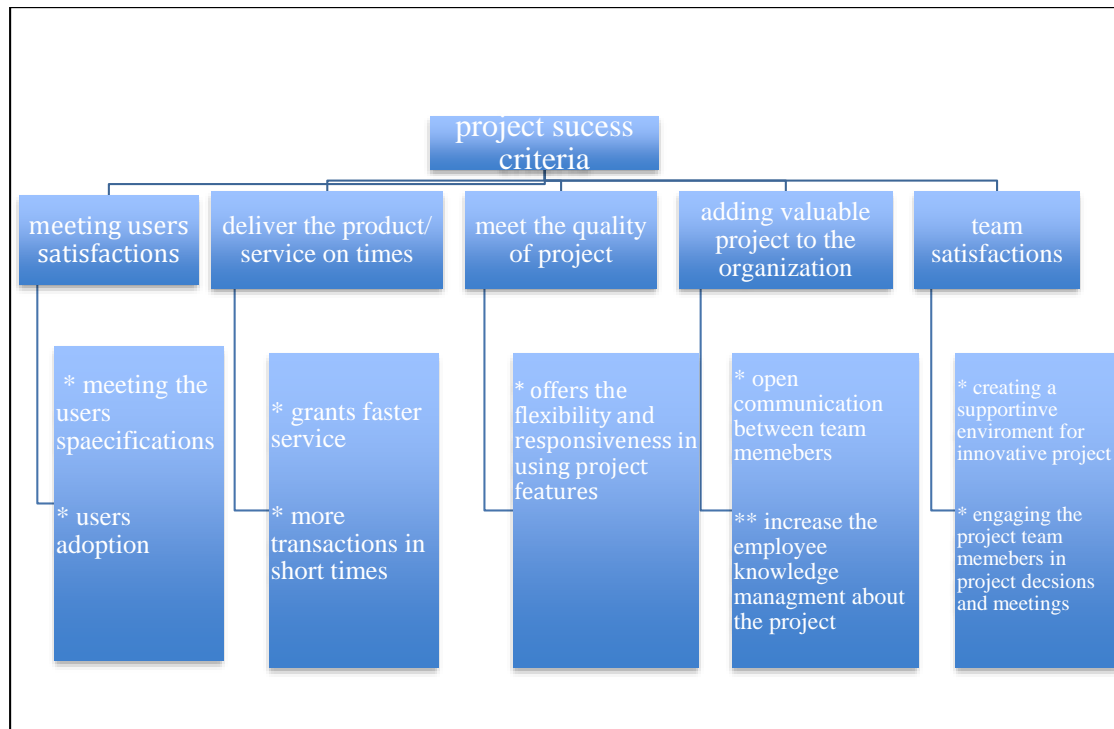 project sucess
criteria
meeting users
satisfactions
deliver the product/
service on times
meet the quality
of project
adding valuable
project to the
organization
team
satisfactions
* meeting the
users
spaecifications
* users
adoption
* grants faster
service
* more
transactions in
short times
* offers the
flexibility and
responsiveness in
using project
features
* open
communication
between team
memebers
** increase the
employee
knowledge
managment about
the project
* creating a
supportinve
enviroment for
innovative project
* engaging the
project team
memebers in
project decsions
and meetings